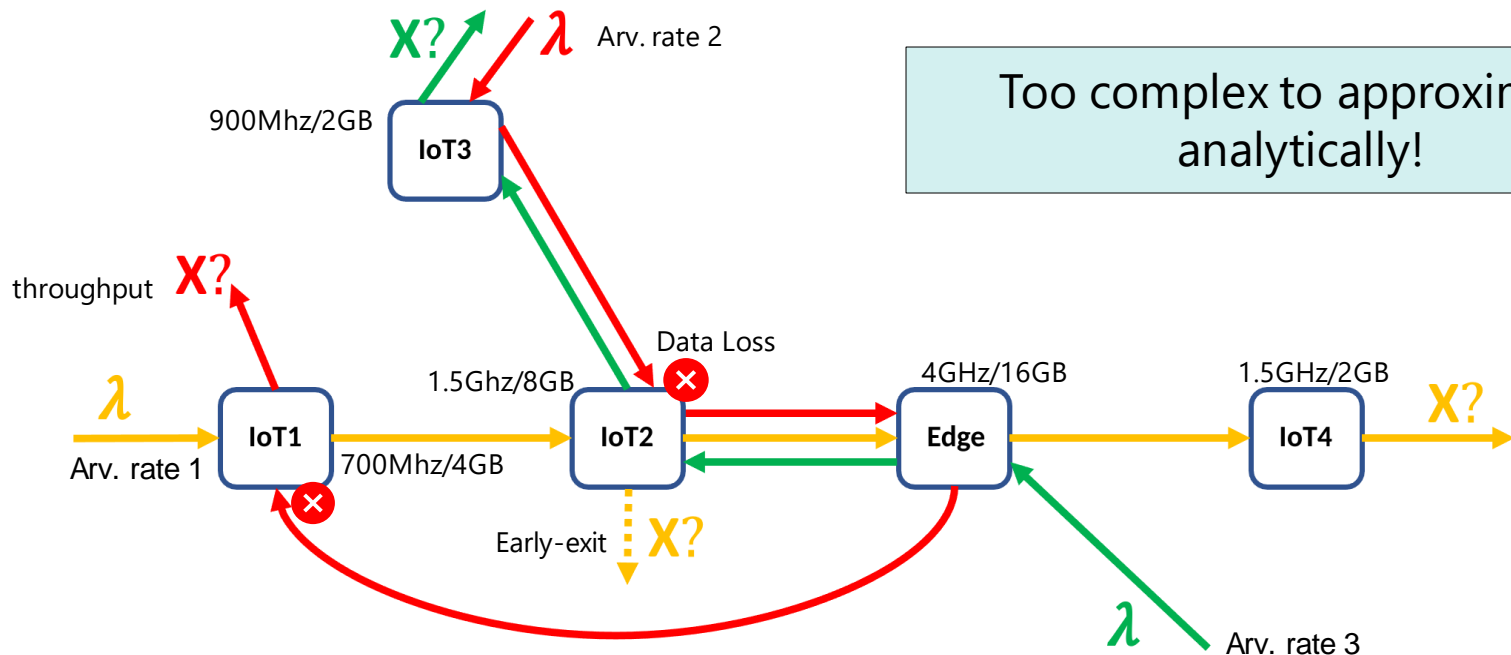 X?
λ Arv. rate 2
Too complex to
analytically!
900Mhz/2GB
IoT3
throughput X?
Data Loss
1.5Ghz/8GB
4GHz/16GB
1.5GHz/2GB
λ
X?
IoT1
IoT2
Edge
IoT4
Arv. rate 1
700Mhz/4GB
Early-exit X?
λ
Arv. rate 3